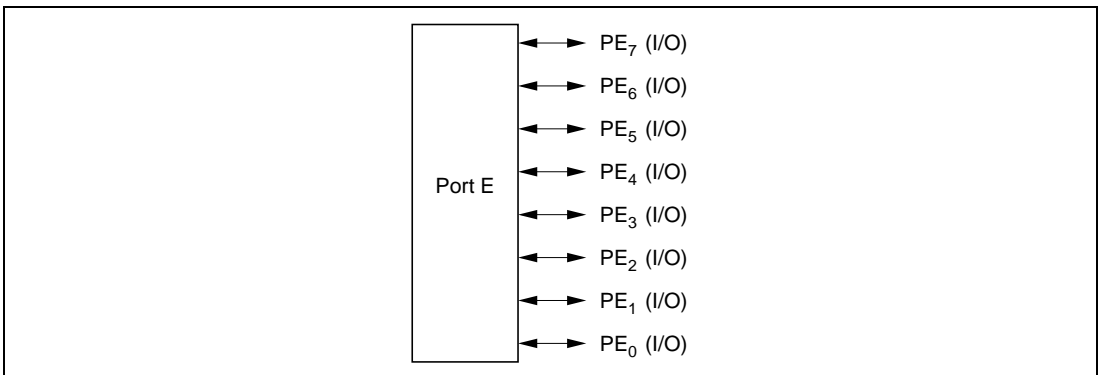 PE7 (I/O)
PE6 (I/O)
PE5 (I/O)
PE4 (I/O)
Port E
PE3 (I/O)
PE2 (I/O)
PE1 (I/O)
PE0 (I/O)